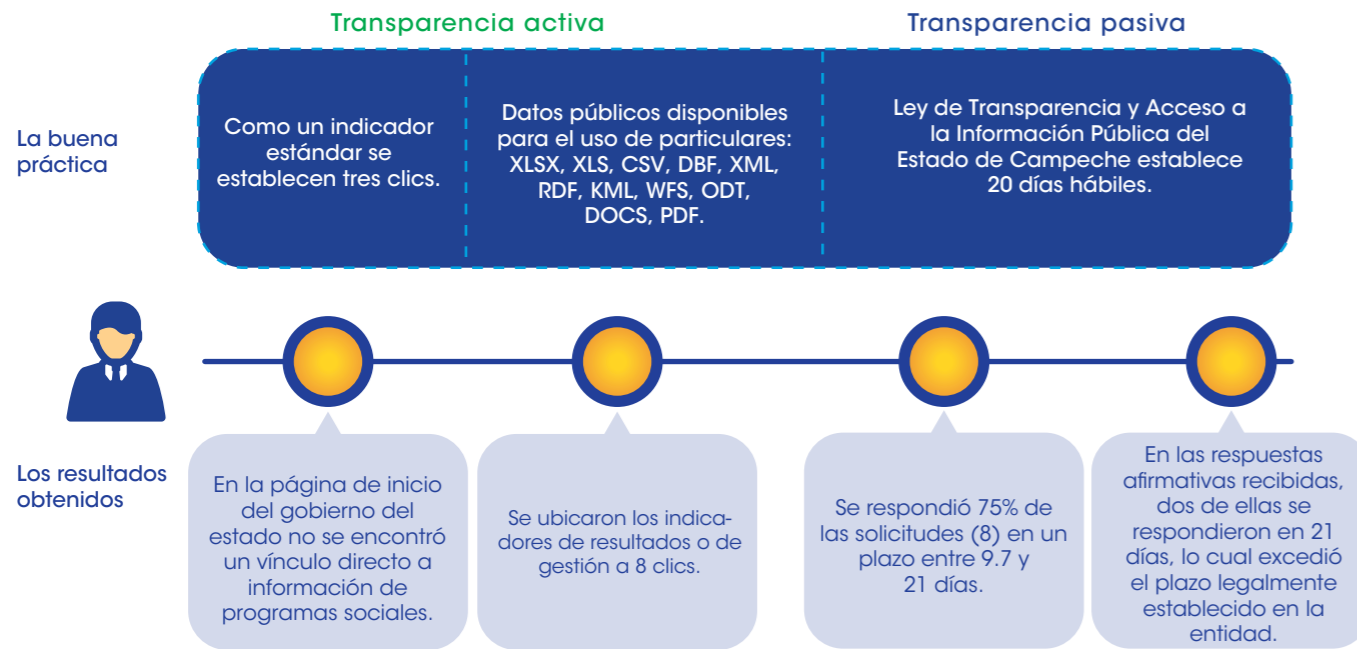 Transparencia activa
Transparencia pasiva
La buena
práctica
Como un indicador
estándar se
establecen tres clics.
Datos públicos disponibles
para el uso de particulares:
XLSX, XLS, CSV, DBF, XML,
RDF, KML, WFS, ODT,
DOCS, PDF.
Ley de Transparencia y Acceso a
la Información Pública del
Estado de Campeche establece
20 días hábiles.
Los resultados
obtenidos
En la página de inicio
del gobierno del
estado no se encontró
un vínculo directo a
información de
programas sociales.
Se ubicaron los indica-
dores de resultados o de
gestión a 8 clics.
Se respondió 75% de
las solicitudes (8) en un
plazo entre 9.7 y
21 días.
En las respuestas
afirmativas recibidas,
dos de ellas se
respondieron en 21
días, lo cual excedió
el plazo legalmente
establecido en la
entidad.